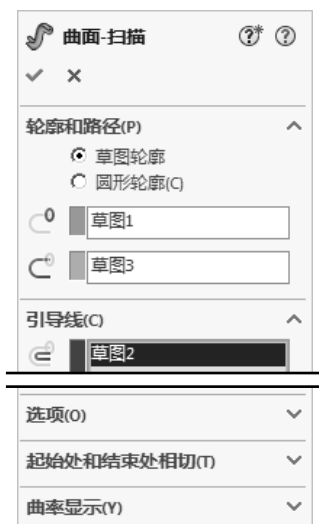 曲面-扫描
轮廓和路径(P)
草图轮廓
圆形轮廓(C)
草图1
草图3
引导线(C)
草图2
选项(O)
起始处和结束处相切(T)
曲率显示(Y)